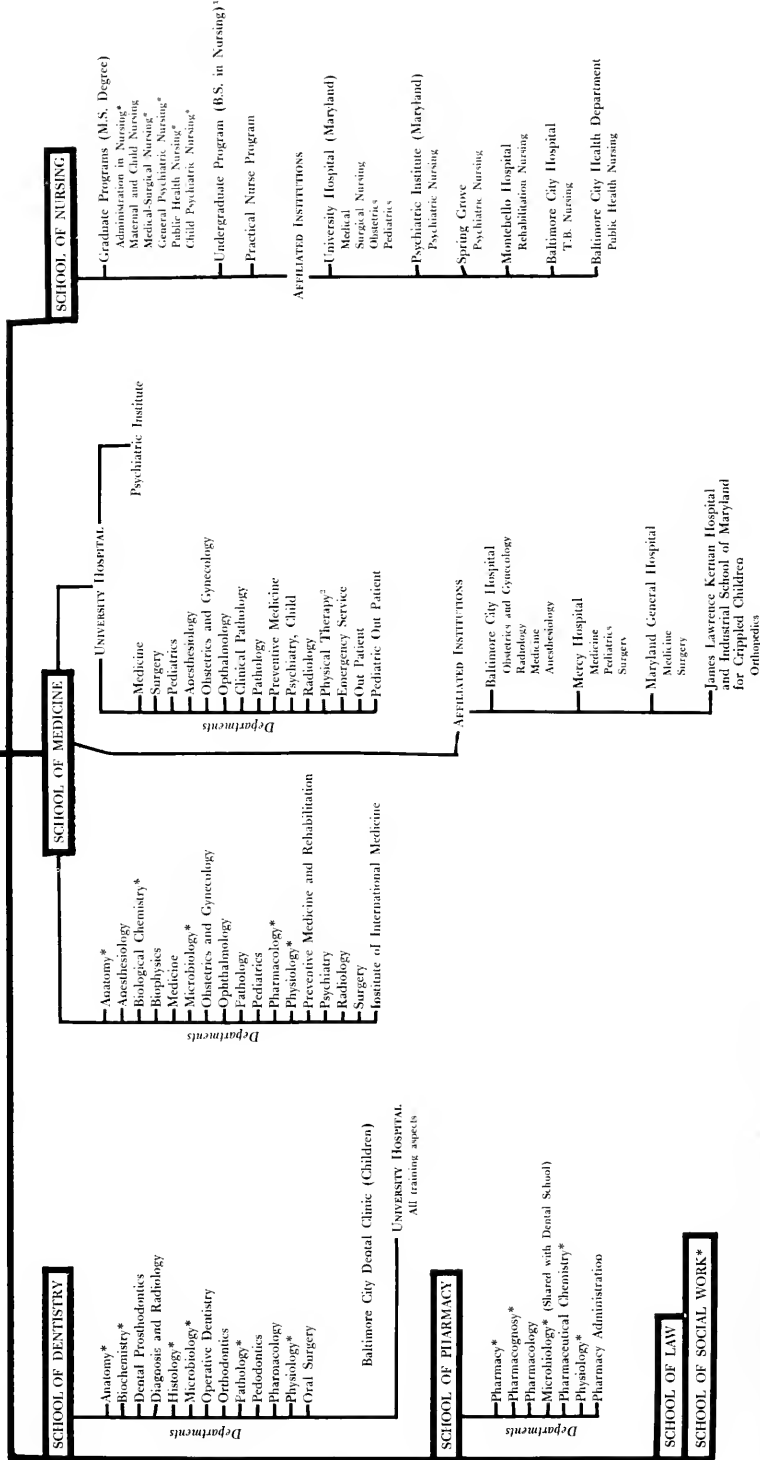 SCHOOL OF DENTISTRY
Departments
Anatomy*
Biochemistry*
Dental Prosthodontics
Diagnosis and Radiology
Histology*
Microbiology*
Operative Dentistry
Orthodontics
Pathology*
Pedodontics
Pharmacology
Physiology*
Oral Surgery
Baltimore City Dental Clinic (Children)
UNIVERSITY HOSPITAL
All training aspects
SCHOOL OF PHARMACY
Departments
Pharmacy*
Pharmacognosy*
Pharmacology
Microbiology* (Shared with Dental School)
Pharmaceutical Chemistry*
Physiology*
Pharmacy Administration
SCHOOL OF LAW
SCHOOL OF SOCIAL WORK*
SCHOOL OF MEDICINE
Departments
Anatomy*
Anesthesiology
Biological Chemistry*
Biophysics
Medicine
Microbiology*
Obstetrics and Gynecology
Ophthalmology
Pathology
Pediatrics
Pharmacology*
Physiology*
Preventive Medicine and Rehabilitation
Psychiatry
Radiology
Surgery
Institute of International Medicine
UNIVERSITY HOSPITAL
Departments
Medicine
Surgery
Pediatrics
Anesthesiology
Obstetrics and Gynecology
Opthalmology
Clinical Pathology
Pathology
Preventive Medicine
Psychiatry, Child
Radiology
Physical Therapy²
Emergency Service
Out Patient
Pediatric Out Patient
Psychiatric Institute
AFFILIATED INSTITUTIONS
Baltimore City Hospital
Obstetrics and Gynecology
Radiology
Medicine
Anesthesiology
Mercy Hospital
Medicine
Pediatrics
Surgery
Maryland General Hospital
Medicine
Surgery
James Lawrence Kernan Hospital
and Industrial School of Maryland
for Crippled Children
Orthopedics
SCHOOL OF NURSING
Graduate Programs (M.S. Degree)
Administration in Nursing*
Maternal and Child Nursing
Medical-Surgical Nursing*
General Psychiatric Nursing*
Public Health Nursing*
Child Psychiatric Nursing*
Undergraduate Program (B.S. in Nursing)¹
Practical Nurse Program
AFFILIATED INSTITUTIONS
University Hospital (Maryland)
Medical
Surgical Nursing
Obstetrics
Pediatrics
Psychiatric Institute (Maryland)
Psychiatric Nursing
Spring Grove
Psychiatric Nursing
Montebello Hospital
Rehabilitation Nursing
Baltimore City Hospital
T.B. Nursing
Baltimore City Health Department
Public Health Nursing